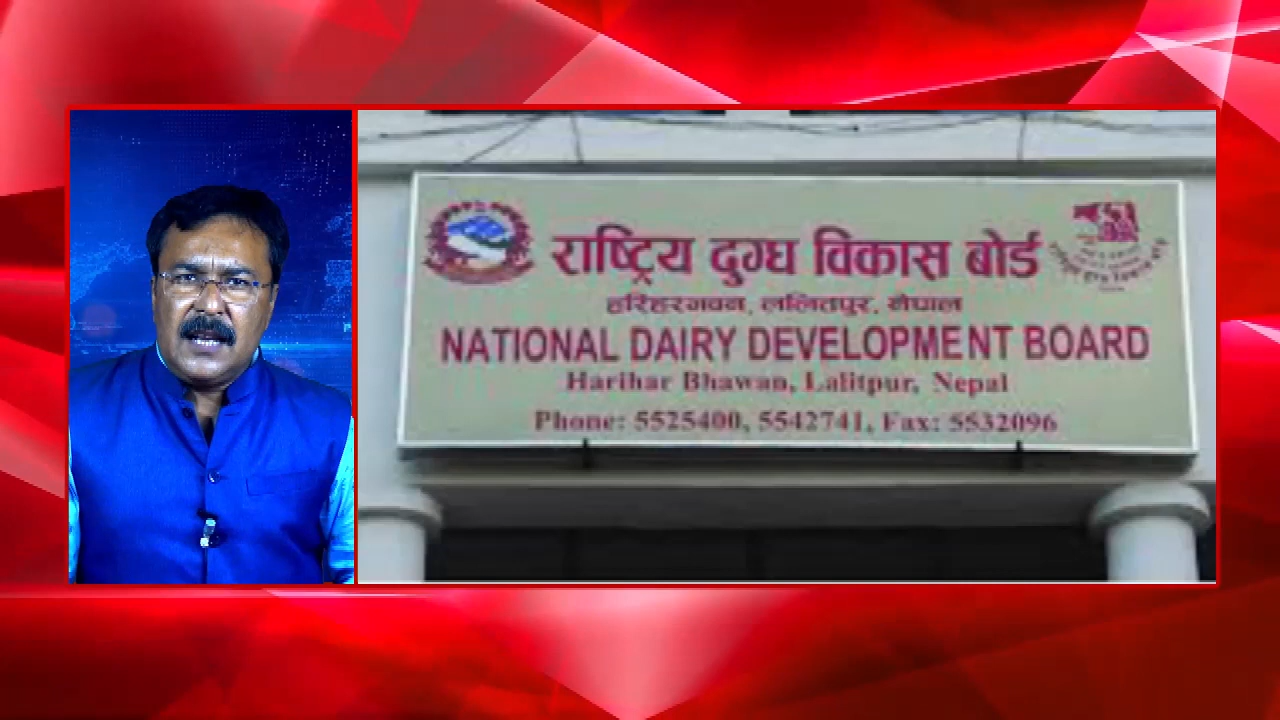 राष्ट्रिय दुग्ध विकास बोर्ड
हरिहरभवन, ललितपुर, नेपाल
NATIONAL DAIRY DEVELOPMENT BOARD
Harihar Bhawan, Lalitpur, Nepal
Phone: 5525400, 5542741, Fax: 5532096